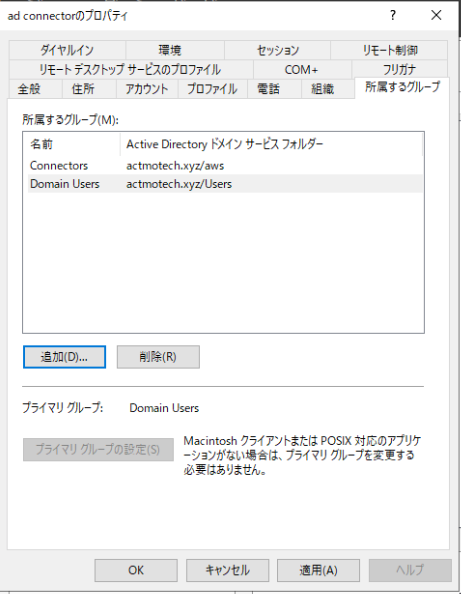 ad connectorのプロパティ
?
ダイヤルイン 環境 セッション リモート制御
リモート デスクトップ サービスのプロファイル COM+ フリガナ
全般 住所 アカウント プロファイル 電話 組織 所属するグループ
所属するグループ(M):
名前 Active Directory ドメイン サービス フォルダー
Connectors actmotech.xyz/aws
Domain Users actmotech.xyz/Users
追加(D)... 削除(R)
プライマリ グループ: Domain Users
プライマリ グループの設定(S)
Macintosh クライアントまたは POSIX 対応のアプリケ
ーションがない場合は、プライマリ グループを変更する
必要はありません。
OK キャンセル 適用(A) ヘルプ